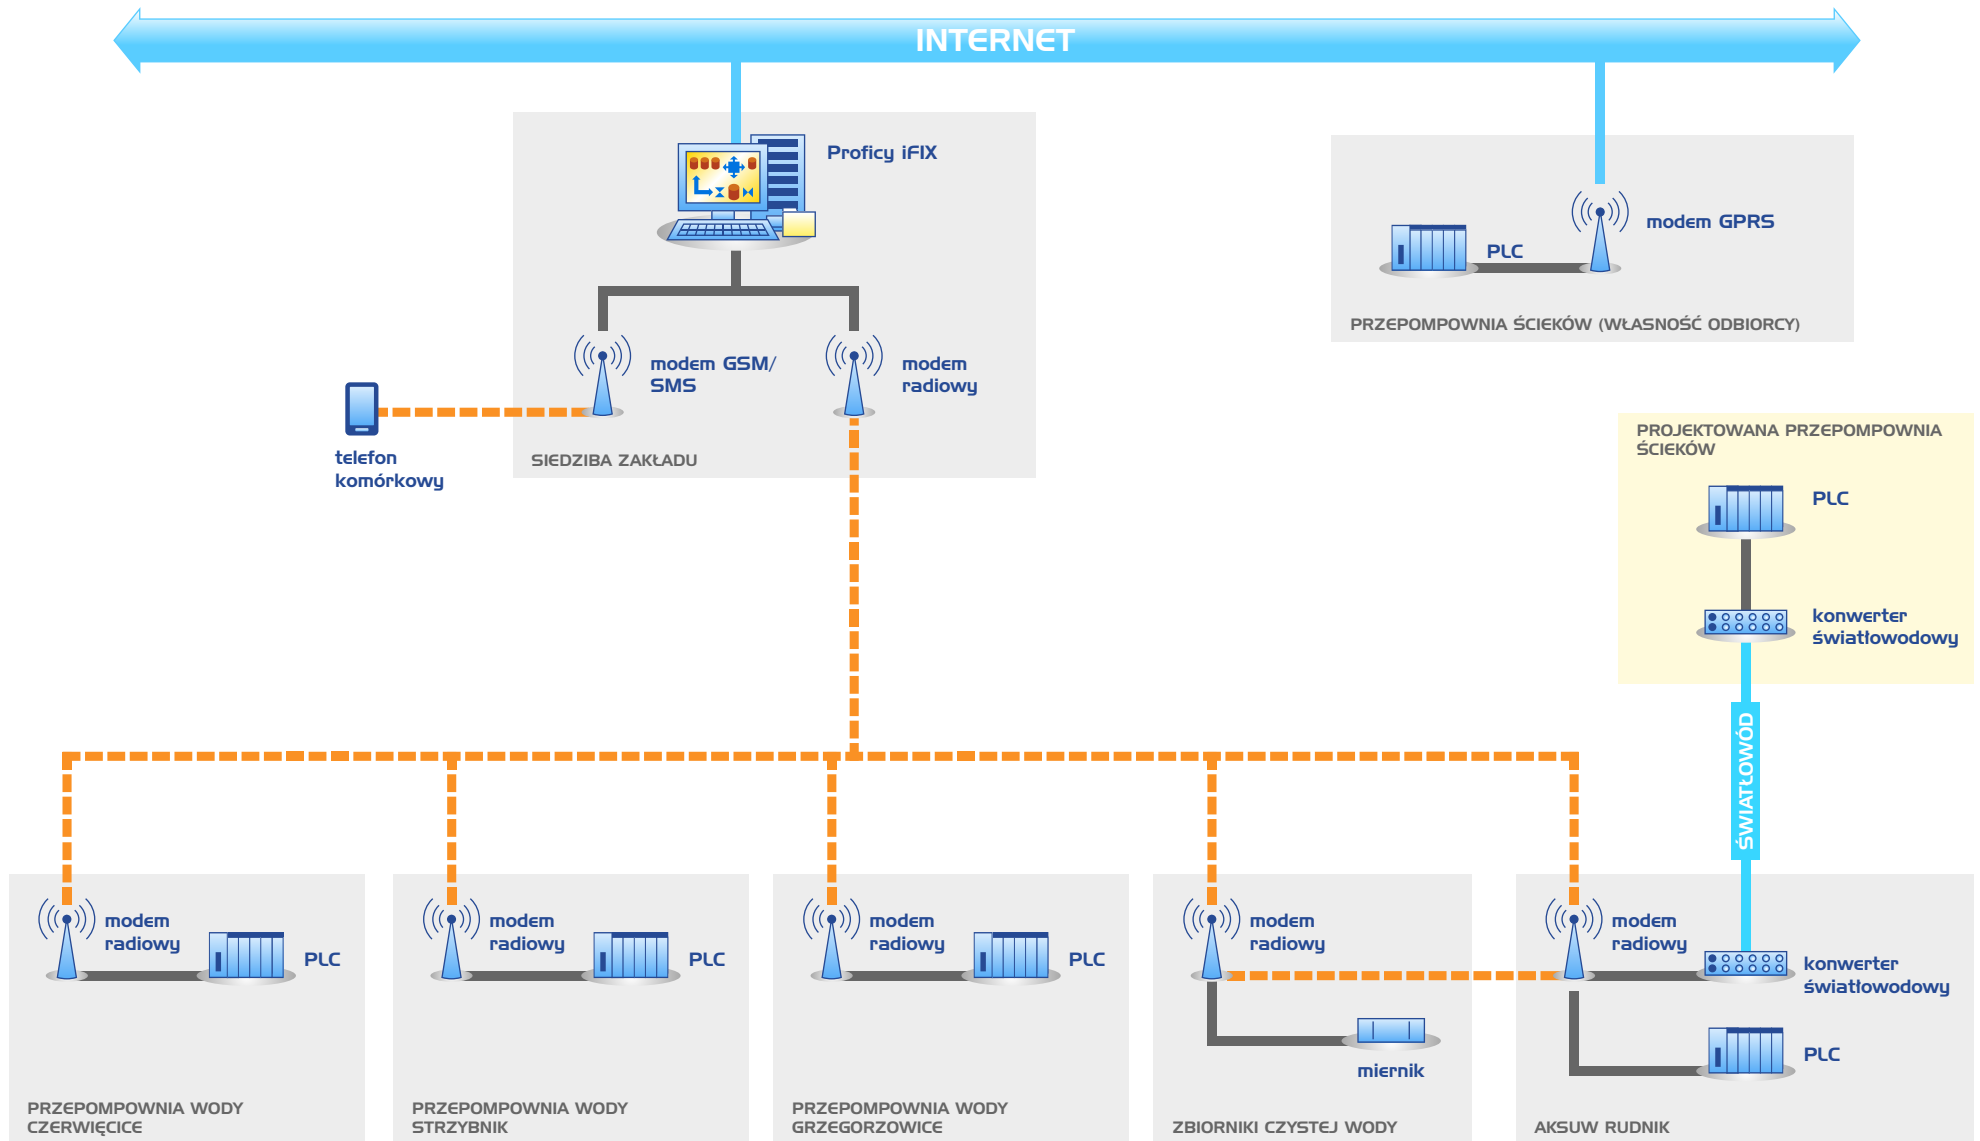 INTERNET
Proficy iFIX
modem GSM/
SMS
modem
radiowy
SIEDZIBA ZAKŁADU
telefon
komórkowy
PLC
modem GPRS
PRZEPOMPOWNIA ŚCIEKÓW (WŁASNOŚĆ ODBIORCY)
PROJEKTOWANA PRZEPOMPOWNIA
ŚCIEKÓW
PLC
konwerter
światłowodowy
ŚWIATŁOWÓD
modem
radiowy
PLC
PRZEPOMPOWNIA WODY
CZERWIĘCICE
modem
radiowy
PLC
PRZEPOMPOWNIA WODY
STRZYBNIK
modem
radiowy
PLC
PRZEPOMPOWNIA WODY
GRZEGORZOWICE
modem
radiowy
miernik
ZBIORNIKI CZYSTEJ WODY
modem
radiowy
konwerter
światłowodowy
PLC
AKSUW RUDNIK